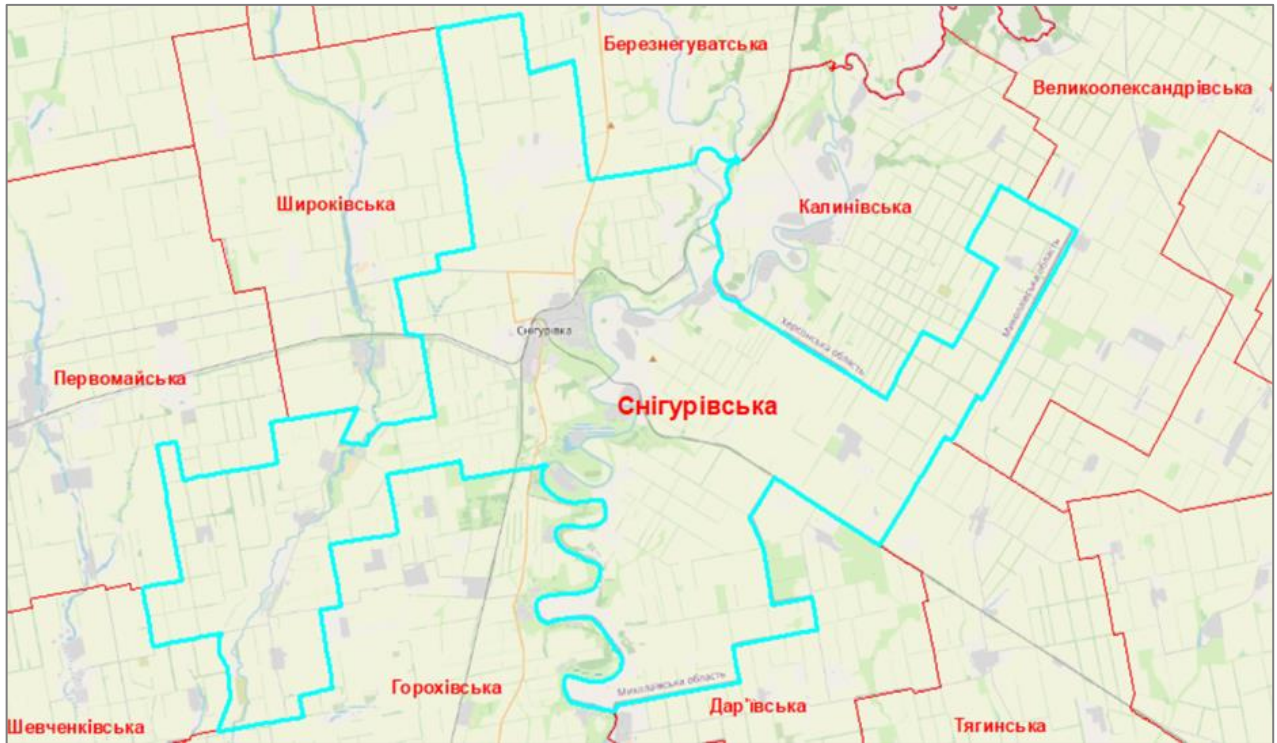 Березнегуватська
Великоолександрівська
Широківська
Калинівська
Миколаївська область
Снігурівка
Херсонська область
Первомайська
Снігурівська
Горохівська
Миколаївська область
Дар'ївська
Шевченківська
Тягинська